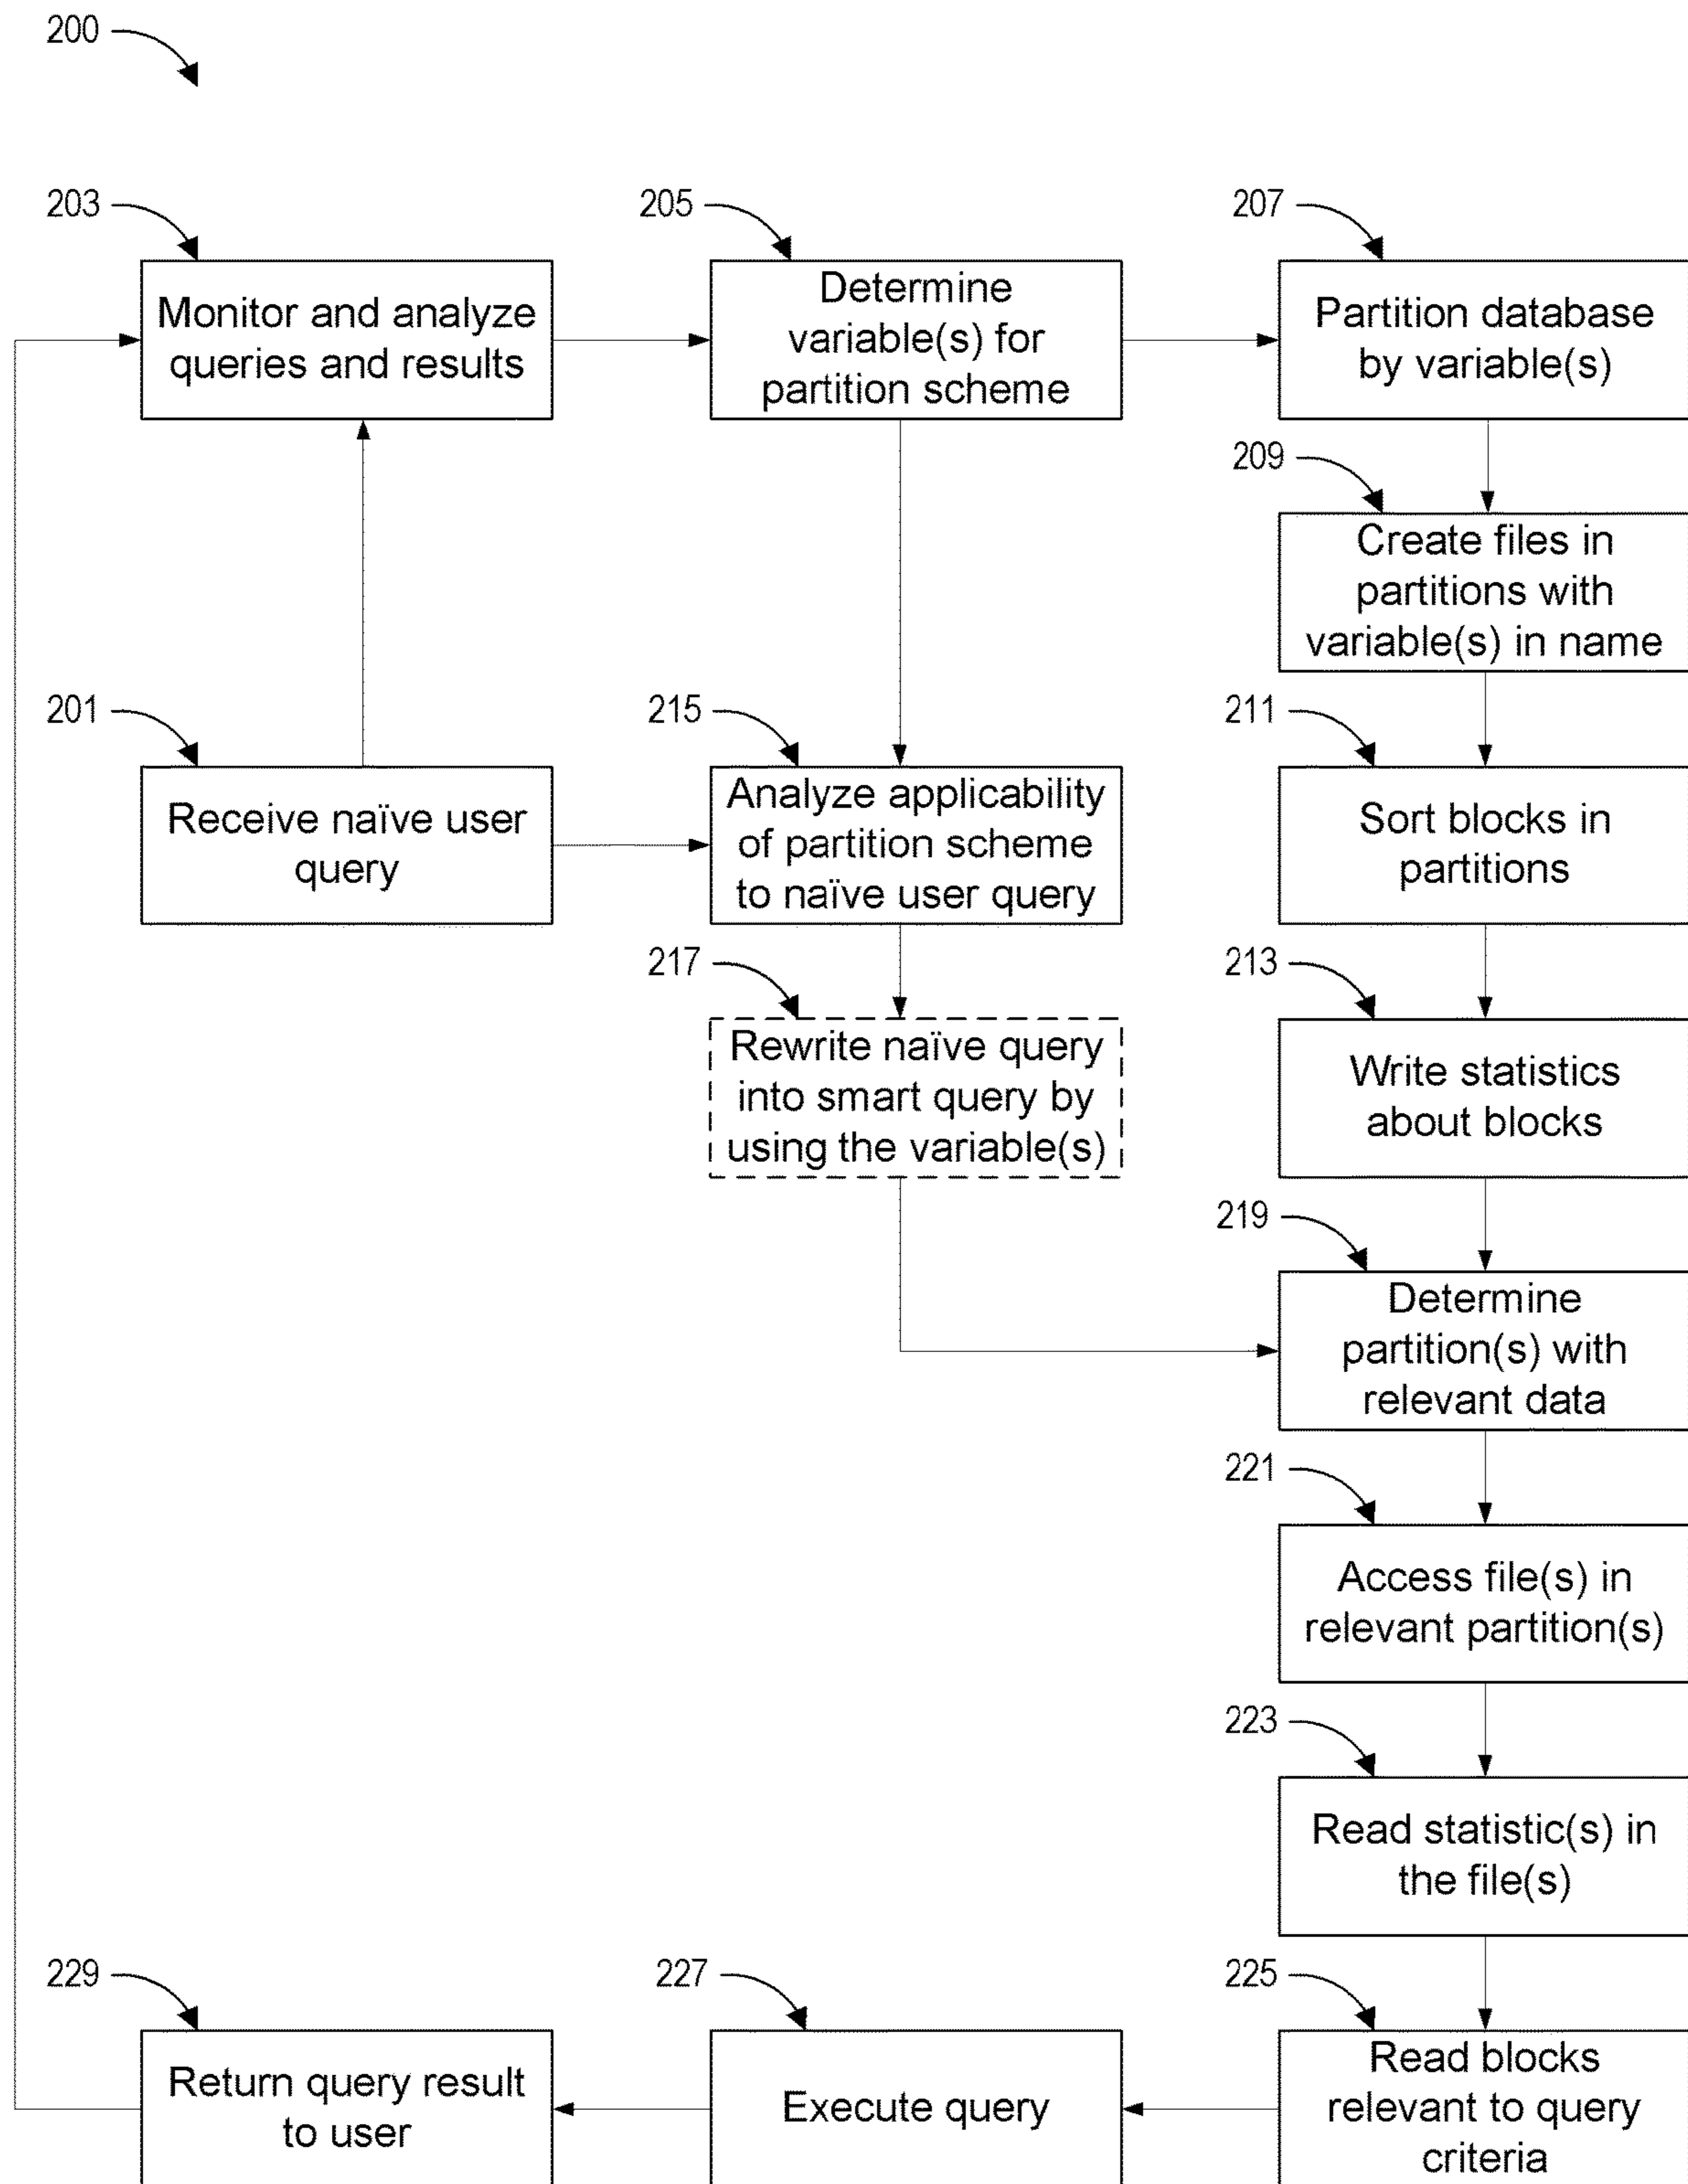 200
203
Monitor and analyze
queries and results
205
Determine
variable(s) for
partition scheme
207
Partition database
by variable(s)
209
Create files in
partitions with
variable(s) in name
201
Receive naïve user
query
215
Analyze applicability
of partition scheme
to naïve user query
211
Sort blocks in
partitions
217
Rewrite naïve query
into smart query by
using the variable(s)
213
Write statistics
about blocks
219
Determine
partition(s) with
relevant data
221
Access file(s) in
relevant partition(s)
223
Read statistic(s) in
the file(s)
229
Return query result
to user
227
Execute query
225
Read blocks
relevant to query
criteria